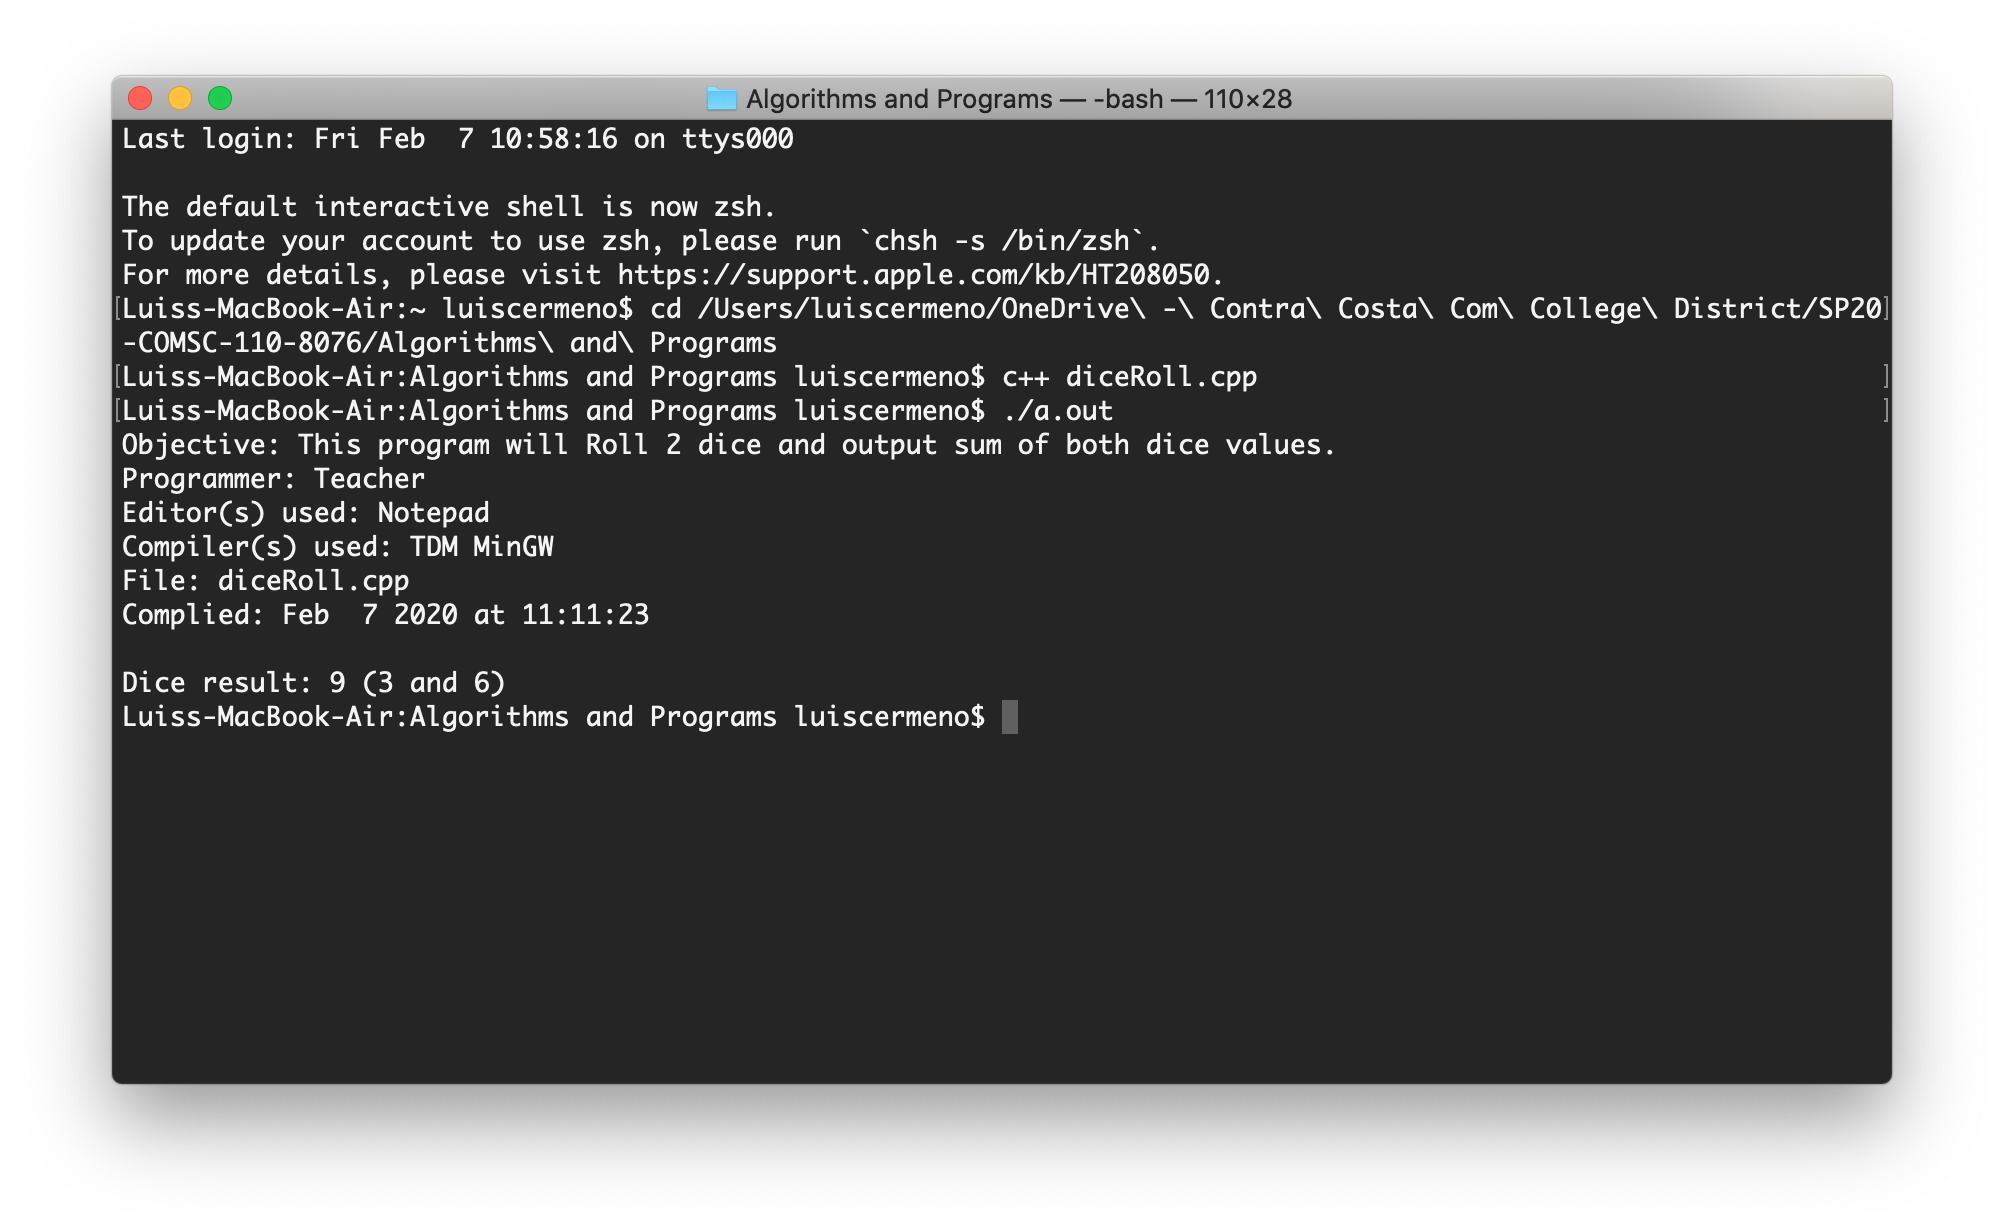 Algorithms and Programs — -bash — 110×28
Last login: Fri Feb  7 10:58:16 on ttys000
The default interactive shell is now zsh.
To update your account to use zsh, please run `chsh -s /bin/zsh`.
For more details, please visit https://support.apple.com/kb/HT208050.
[Luiss-MacBook-Air:~ luiscermeno$ cd /Users/luiscermeno/OneDrive\ -\ Contra\ Costa\ Com\ College\ District/SP20]
-COMSC-110-8076/Algorithms\ and\ Programs
[Luiss-MacBook-Air:Algorithms and Programs luiscermeno$ c++ diceRoll.cpp ]
[Luiss-MacBook-Air:Algorithms and Programs luiscermeno$ ./a.out ]
Objective: This program will Roll 2 dice and output sum of both dice values.
Programmer: Teacher
Editor(s) used: Notepad
Compiler(s) used: TDM MinGW
File: diceRoll.cpp
Complied: Feb  7 2020 at 11:11:23
Dice result: 9 (3 and 6)
Luiss-MacBook-Air:Algorithms and Programs luiscermeno$